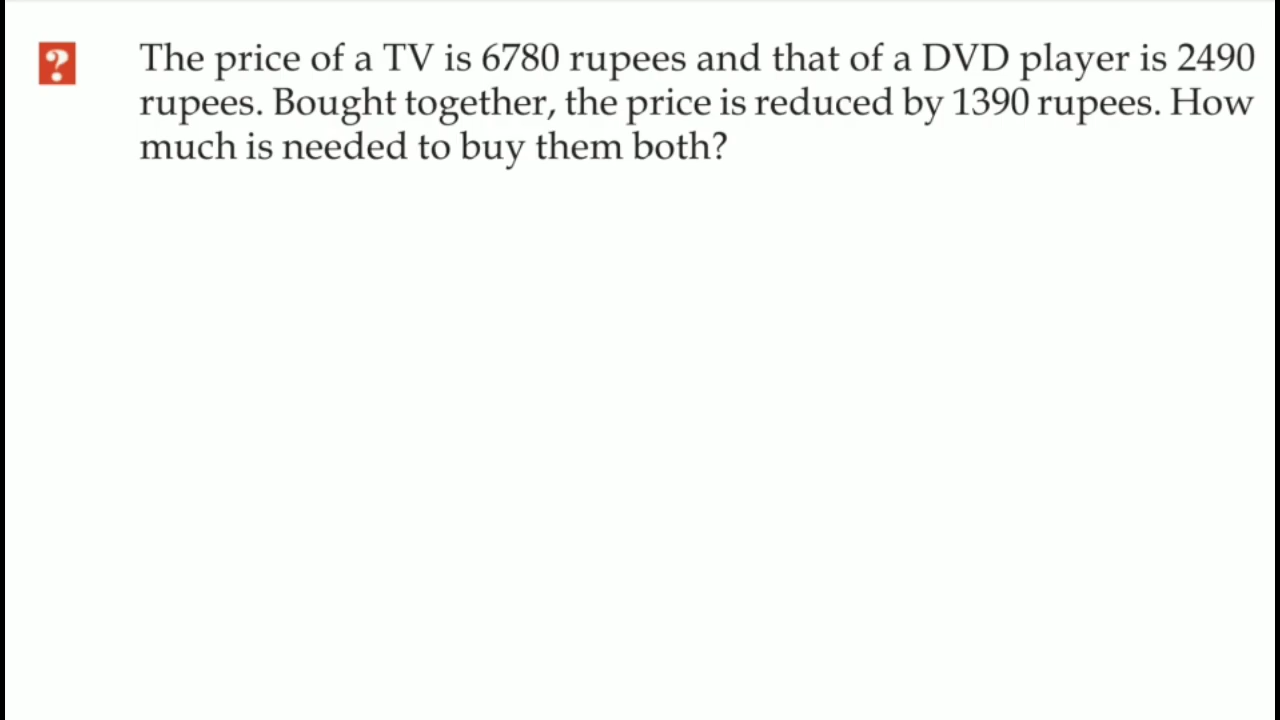 ? The price of a TV is 6780 rupees and that of a DVD player is 2490
rupees. Bought together, the price is reduced by 1390 rupees. How
much is needed to buy them both?